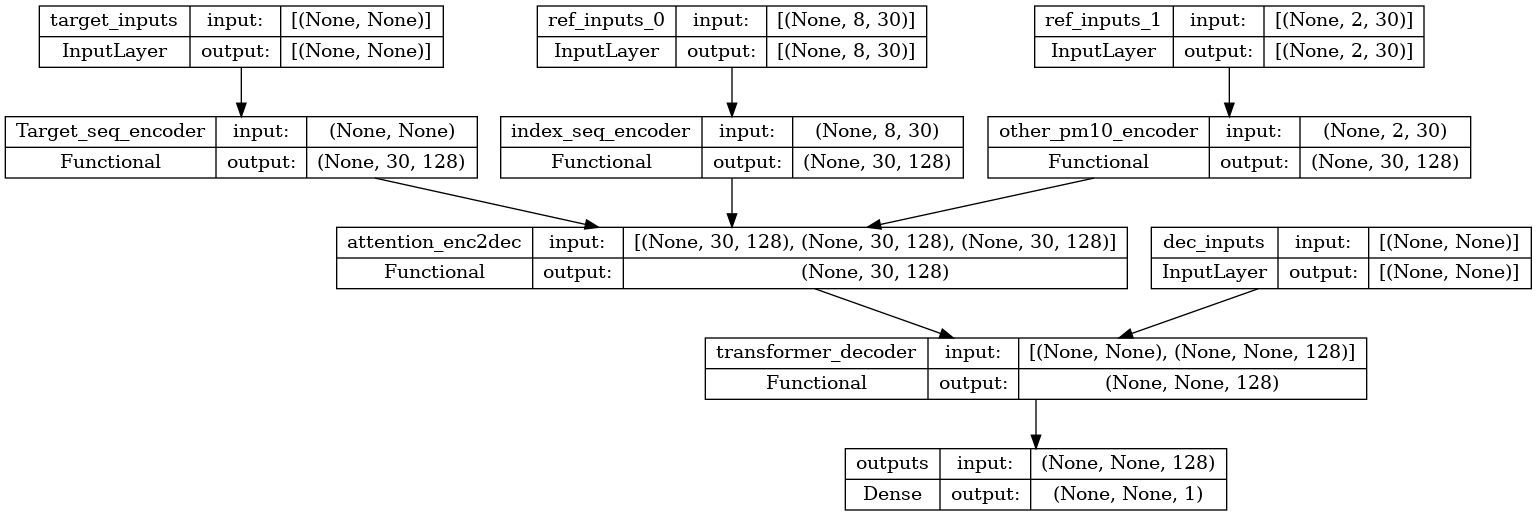 target_inputs input: [(None, None)]
InputLayer output: [(None, None)]
ref_inputs_0 input: [(None, 8, 30)]
InputLayer output: [(None, 8, 30)]
ref_inputs_1 input: [(None, 2, 30)]
InputLayer output: [(None, 2, 30)]
Target_seq_encoder input: (None, None)
Functional output: (None, 30, 128)
index_seq_encoder input: (None, 8, 30)
Functional output: (None, 30, 128)
other_pm10_encoder input: (None, 2, 30)
Functional output: (None, 30, 128)
attention_enc2dec input: [(None, 30, 128), (None, 30, 128), (None, 30, 128)]
Functional output: (None, 30, 128)
dec_inputs input: [(None, None)]
InputLayer output: [(None, None)]
transformer_decoder input: [(None, None), (None, None, 128)]
Functional output: (None, None, 128)
outputs input: (None, None, 128)
Dense output: (None, None, 1)